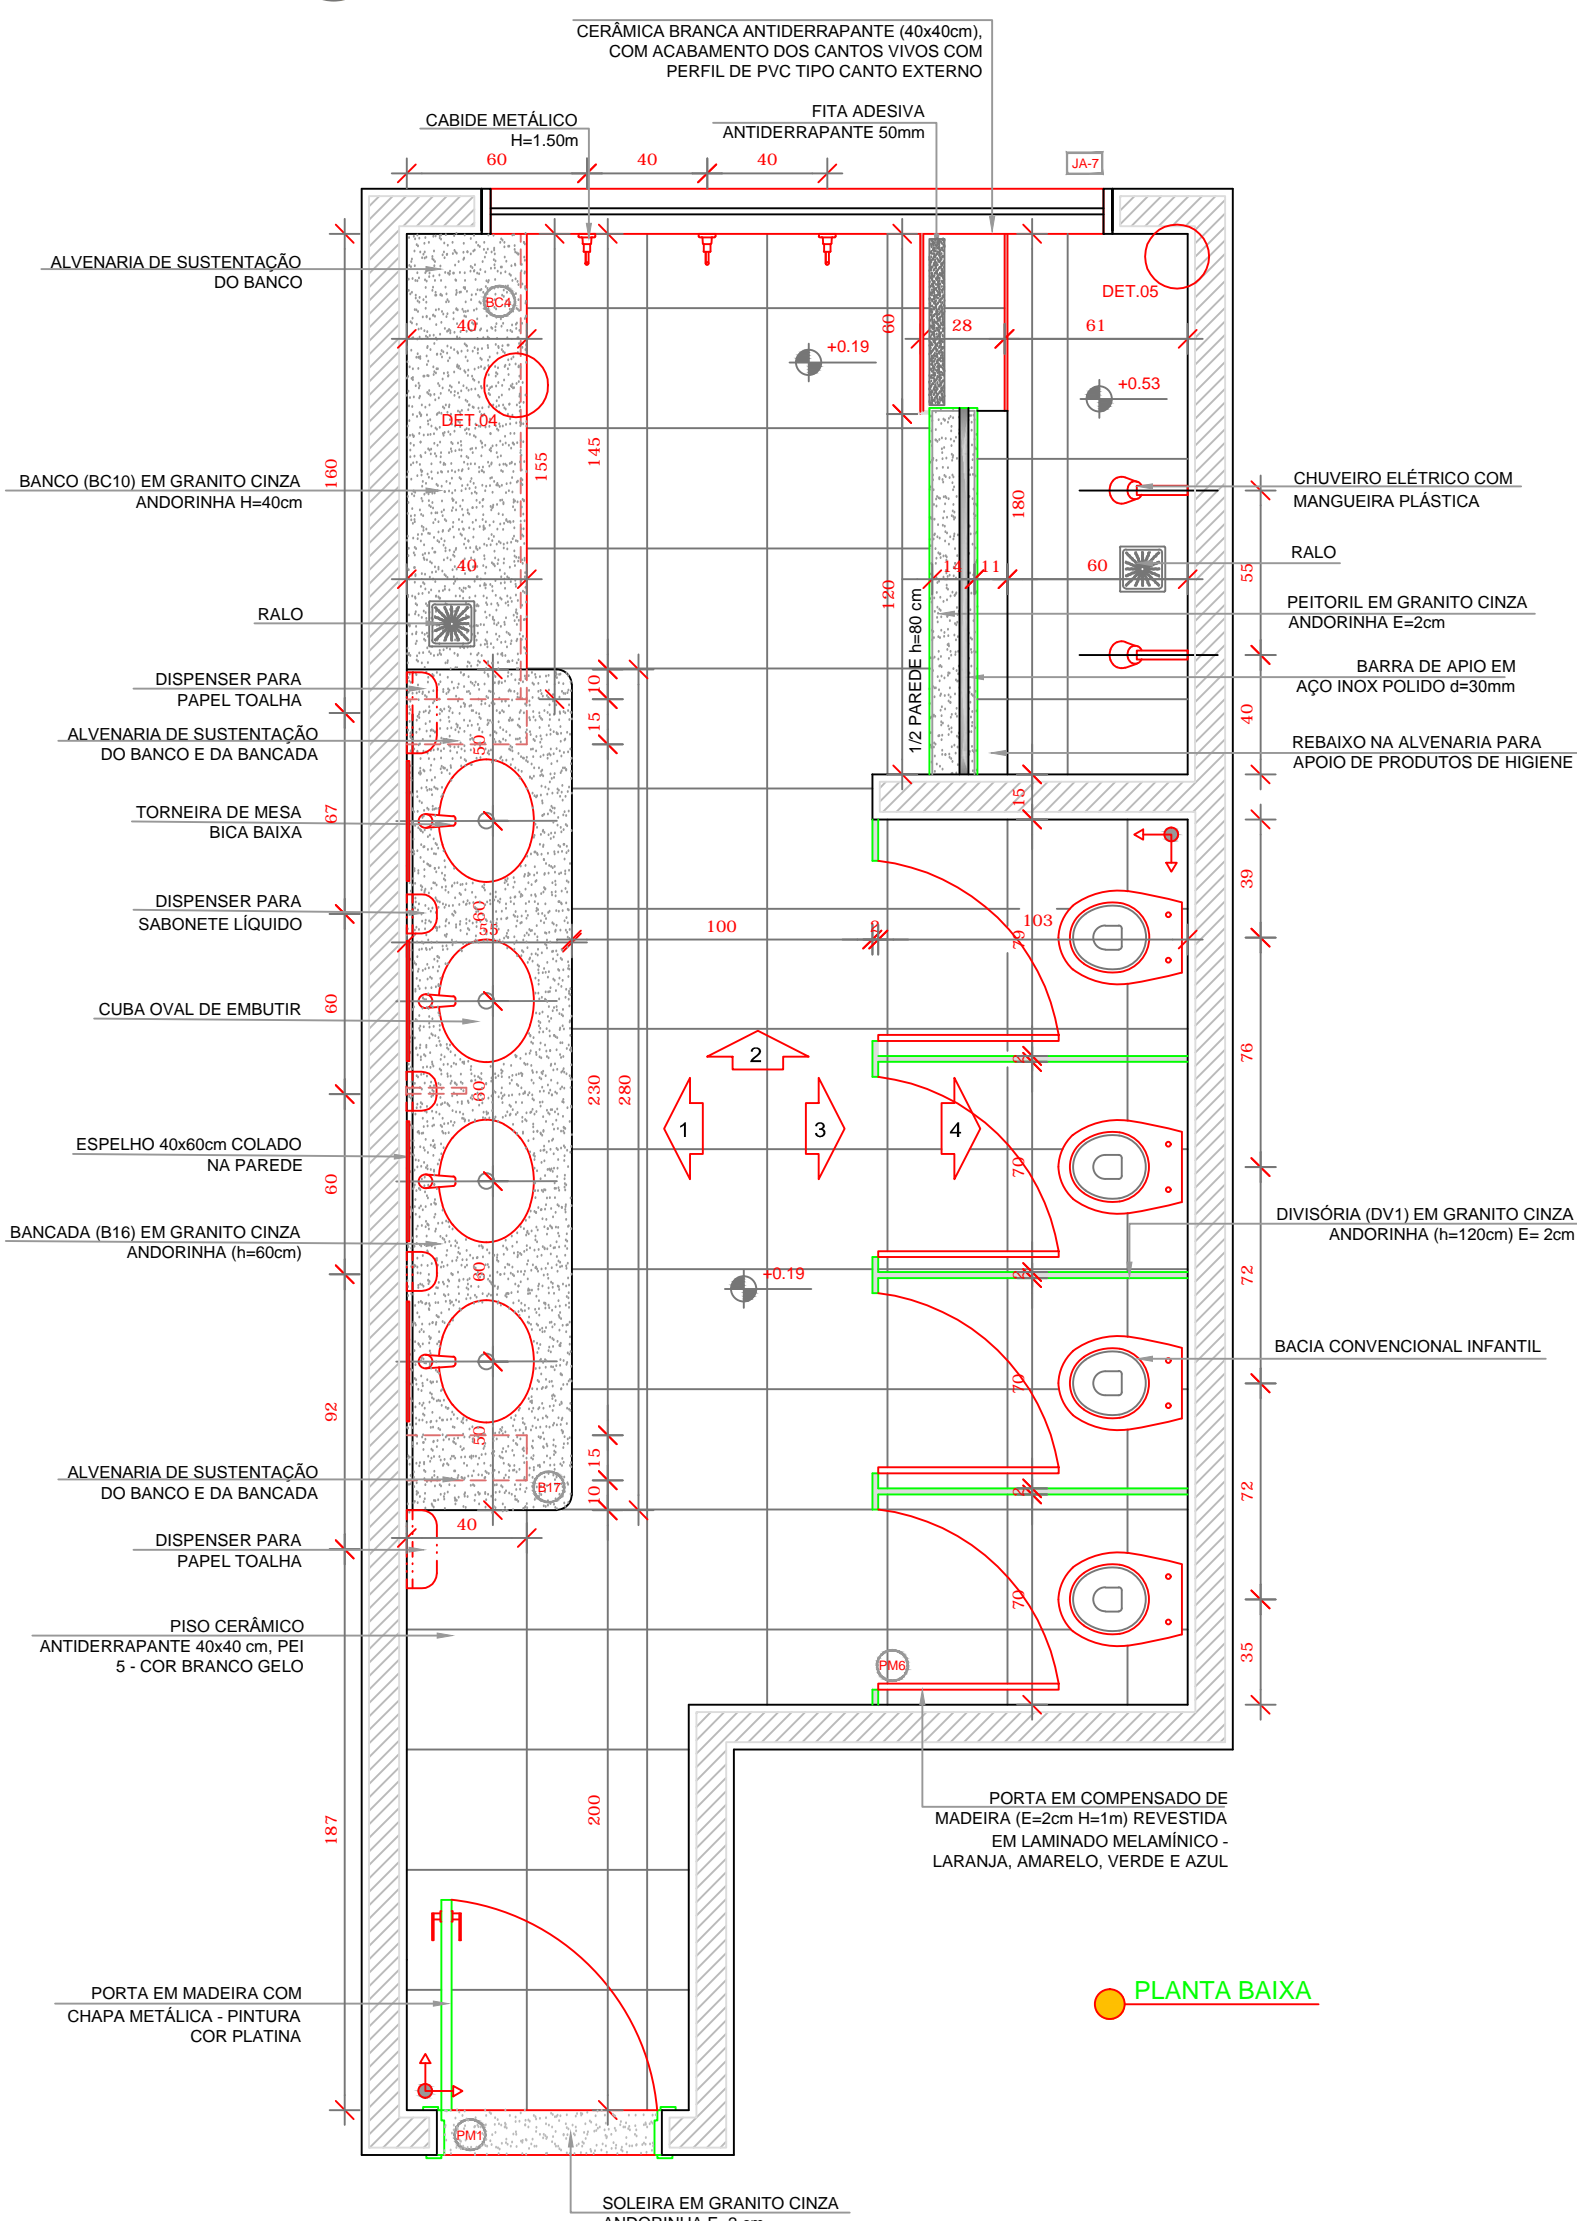 CERÂMICA BRANCA ANTIDERRAPANTE (40x40cm),
COM ACABAMENTO DOS CANTOS VIVOS COM
PERFIL DE PVC TIPO CANTO EXTERNO
FITA ADESIVA
ANTIDERRAPANTE 50mm
CABIDE METÁLICO
H=1.50m
60
40
40
JA-7
ALVENARIA DE SUSTENTAÇÃO
DO BANCO
BC4
40
DET.04
DET.05
60
28
61
+0.19
+0.53
160
155
145
180
BANCO (BC10) EM GRANITO CINZA
ANDORINHA H=40cm
CHUVEIRO ELÉTRICO COM
MANGUEIRA PLÁSTICA
RALO
55
40
14
11
60
120
1/2 PAREDE h=80 cm
PEITORIL EM GRANITO CINZA
ANDORINHA E=2cm
RALO
BARRA DE APIO EM
AÇO INOX POLIDO d=30mm
40
DISPENSER PARA
PAPEL TOALHA
10
15
ALVENARIA DE SUSTENTAÇÃO
DO BANCO E DA BANCADA
50
REBAIXO NA ALVENARIA PARA
APOIO DE PRODUTOS DE HIGIENE
15
TORNEIRA DE MESA
BICA BAIXA
67
39
DISPENSER PARA
SABONETE LÍQUIDO
60
55
100
2
103
79
CUBA OVAL DE EMBUTIR
60
76
2
60
230
280
1
2
3
4
70
ESPELHO 40x60cm COLADO
NA PAREDE
60
BANCADA (B16) EM GRANITO CINZA
ANDORINHA (h=60cm)
DIVISÓRIA (DV1) EM GRANITO CINZA
ANDORINHA (h=120cm) E= 2cm
60
+0.19
2
72
BACIA CONVENCIONAL INFANTIL
70
92
50
15
10
B17
ALVENARIA DE SUSTENTAÇÃO
DO BANCO E DA BANCADA
2
72
40
DISPENSER PARA
PAPEL TOALHA
70
PISO CERÂMICO
ANTIDERRAPANTE 40x40 cm, PEI
5 - COR BRANCO GELO
PM6
35
187
200
PORTA EM COMPENSADO DE
MADEIRA (E=2cm H=1m) REVESTIDA
EM LAMINADO MELAMÍNICO -
LARANJA, AMARELO, VERDE E AZUL
PORTA EM MADEIRA COM
CHAPA METÁLICA - PINTURA
COR PLATINA
PLANTA BAIXA
PM1
SOLEIRA EM GRANITO CINZA